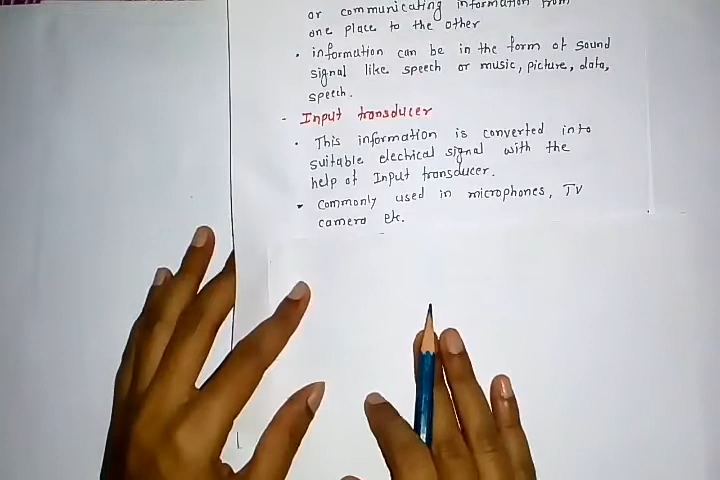 or communicating information from
one place to the other
• information can be in the form of sound
signal like speech or music, picture, data,
speech.
- Input transducer
• This information is converted into
suitable elechical signal with the
help of Input transducer.
• commonly used in microphones, TV
camera etc.